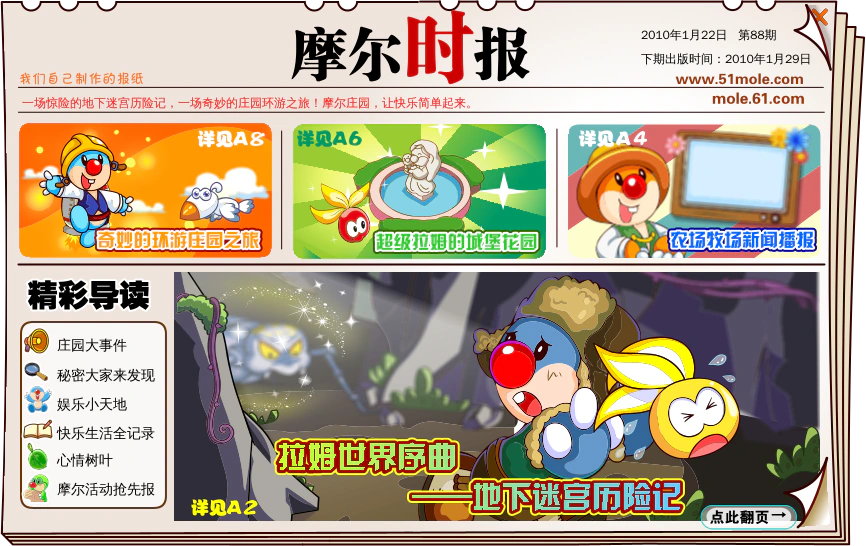 摩尔时报
2010年1月22日 第88期
下期出版时间：2010年1月29日
www.51mole.com
mole.61.com
我们自己制作的报纸
一场惊险的地下迷宫历险记，一场奇妙的庄园环游之旅！摩尔庄园，让快乐简单起来。
详见A8
奇妙的环游庄园之旅
详见A6
超级拉姆的城堡花园
详见A4
农场牧场新闻播报
精彩导读
庄园大事件
秘密大家来发现
娱乐小天地
快乐生活全记录
心情树叶
摩尔活动抢先报
拉姆世界序曲
——地下迷宫历险记
详见A2
点此翻页→